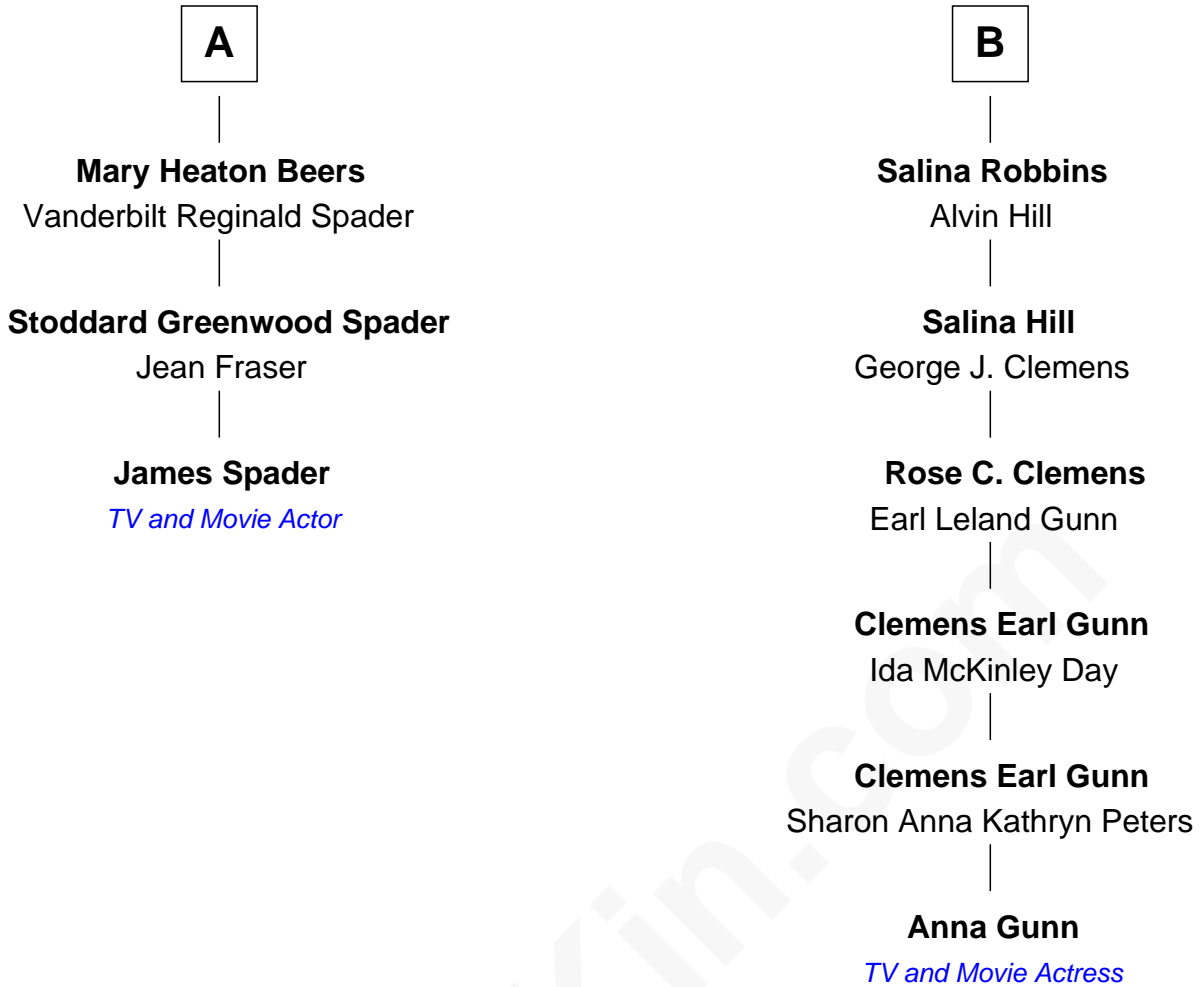 A
Mary Heaton Beers
Vanderbilt Reginald Spader
Stoddard Greenwood Spader
Jean Fraser
James Spader
TV and Movie Actor
B
Salina Robbins
Alvin Hill
Salina Hill
George J. Clemens
Rose C. Clemens
Earl Leland Gunn
Clemens Earl Gunn
Ida McKinley Day
Clemens Earl Gunn
Sharon Anna Kathryn Peters
Anna Gunn
TV and Movie Actress
Kin.com